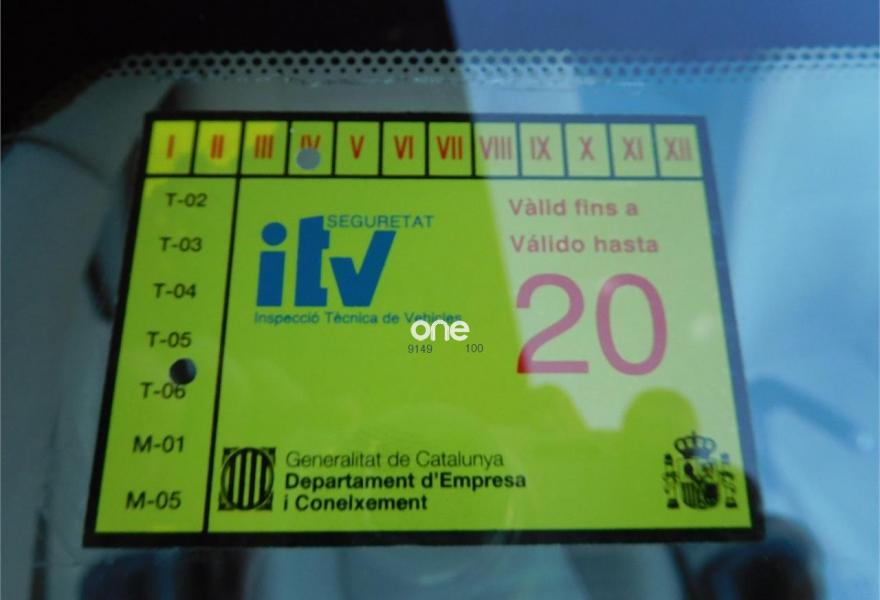 I II III IV V VI VII VIII IX X XI XII
T-02
T-03
T-04
T-05
T-06
M-01
M-05
SEGURETAT
itv
Inspecció Tècnica de Vehicles
Vàlid fins a
Válido hasta
20
one
9149 100
Generalitat de Catalunya
Departament d'Empresa
i Coneixement